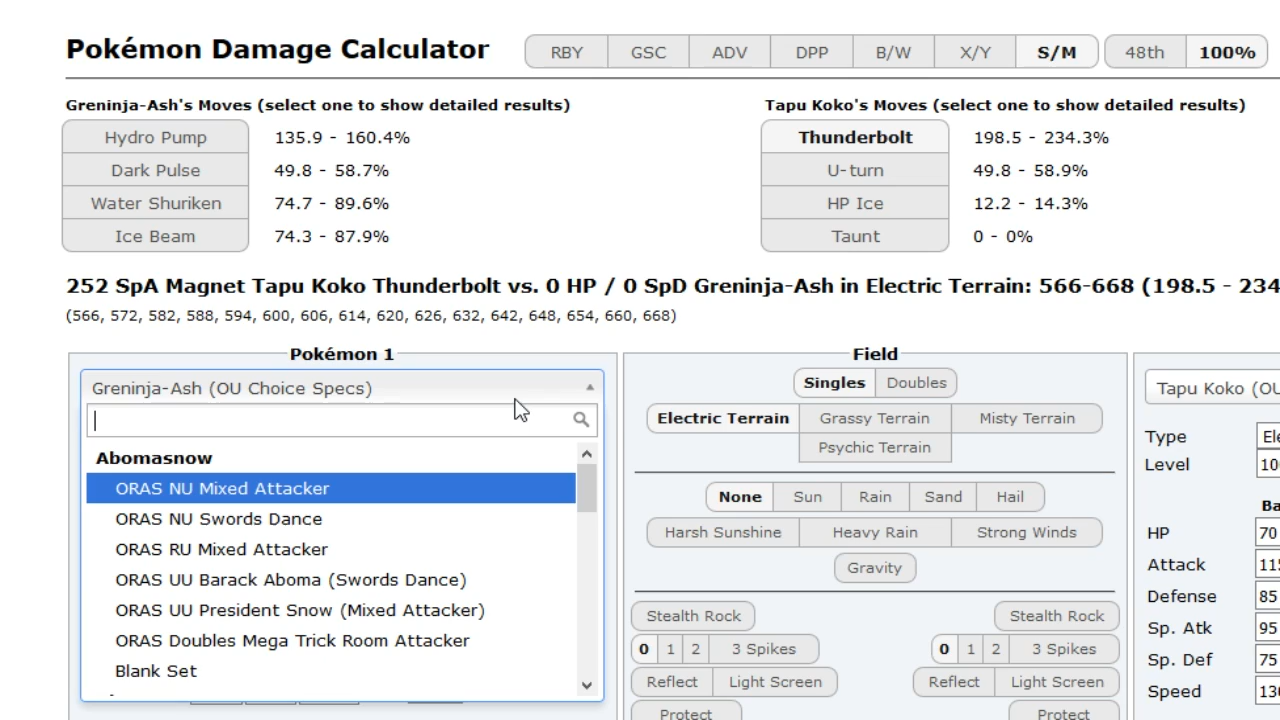 Pokémon Damage Calculator RBY GSC ADV DPP B/W X/Y S/M 48th 100%
Greninja-Ash's Moves (select one to show detailed results)
Hydro Pump 135.9 - 160.4%
Dark Pulse 49.8 - 58.7%
Water Shuriken 74.7 - 89.6%
Ice Beam 74.3 - 87.9%
Tapu Koko's Moves (select one to show detailed results)
Thunderbolt 198.5 - 234.3%
U-turn 49.8 - 58.9%
HP Ice 12.2 - 14.3%
Taunt 0 - 0%
252 SpA Magnet Tapu Koko Thunderbolt vs. 0 HP / 0 SpD Greninja-Ash in Electric Terrain: 566-668 (198.5 - 234
(566, 572, 582, 588, 594, 600, 606, 614, 620, 626, 632, 642, 648, 654, 660, 668)
Pokémon 1
Greninja-Ash (OU Choice Specs)
Abomasnow
ORAS NU Mixed Attacker
ORAS NU Swords Dance
ORAS RU Mixed Attacker
ORAS UU Barack Aboma (Swords Dance)
ORAS UU President Snow (Mixed Attacker)
ORAS Doubles Mega Trick Room Attacker
Blank Set
Field
Singles Doubles
Electric Terrain Grassy Terrain Misty Terrain
Psychic Terrain
None Sun Rain Sand Hail
Harsh Sunshine Heavy Rain Strong Winds
Gravity
Stealth Rock Stealth Rock
0 1 2 3 Spikes 0 1 2 3 Spikes
Reflect Light Screen Reflect Light Screen
Protect Protect
Tapu Koko (OU
Type Ele
Level 10
Ba
HP 70
Attack 115
Defense 85
Sp. Atk 95
Sp. Def 75
Speed 130